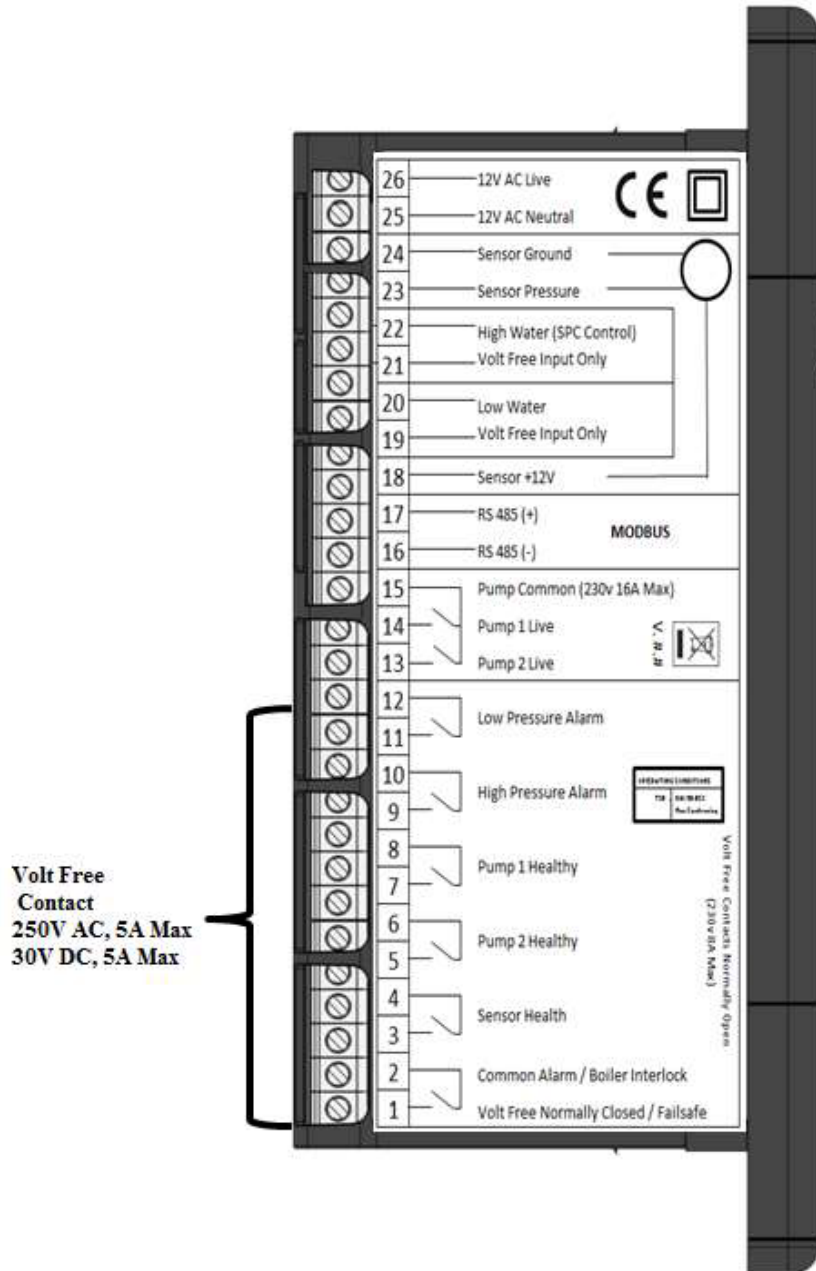 26 12V AC Live
25 12V AC Neutral
CE
24 Sensor Ground
23 Sensor Pressure
22 High Water (SPC Control)
21 Volt Free Input Only
20 Low Water
19 Volt Free Input Only
18 Sensor +12V
17 RS 485 (+)
MODBUS
16 RS 485 (-)
15 Pump Common (230v 16A Max)
14 Pump 1 Live
13 Pump 2 Live
V. #.#
12
Low Pressure Alarm
11
10
High Pressure Alarm
9
OPERATING CONDITIONS
8
Pump 1 Healthy
7
6
Pump 2 Healthy
5
4
Sensor Health
3
2 Common Alarm / Boiler Interlock
1 Volt Free Normally Closed / Failsafe
Volt Free Contacts Normally Open
(230v 8A Max)
Volt Free
Contact
250V AC, 5A Max
30V DC, 5A Max